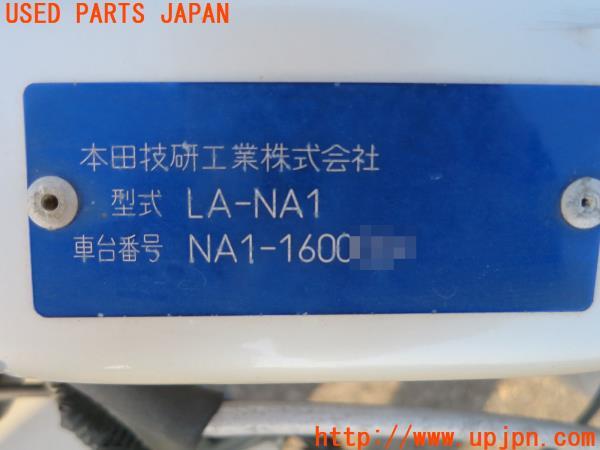 USED PARTS JAPAN
本田技研工業株式会社
型式 LA-NA1
車台番号 NA1-1600
http://www.upjpn.com